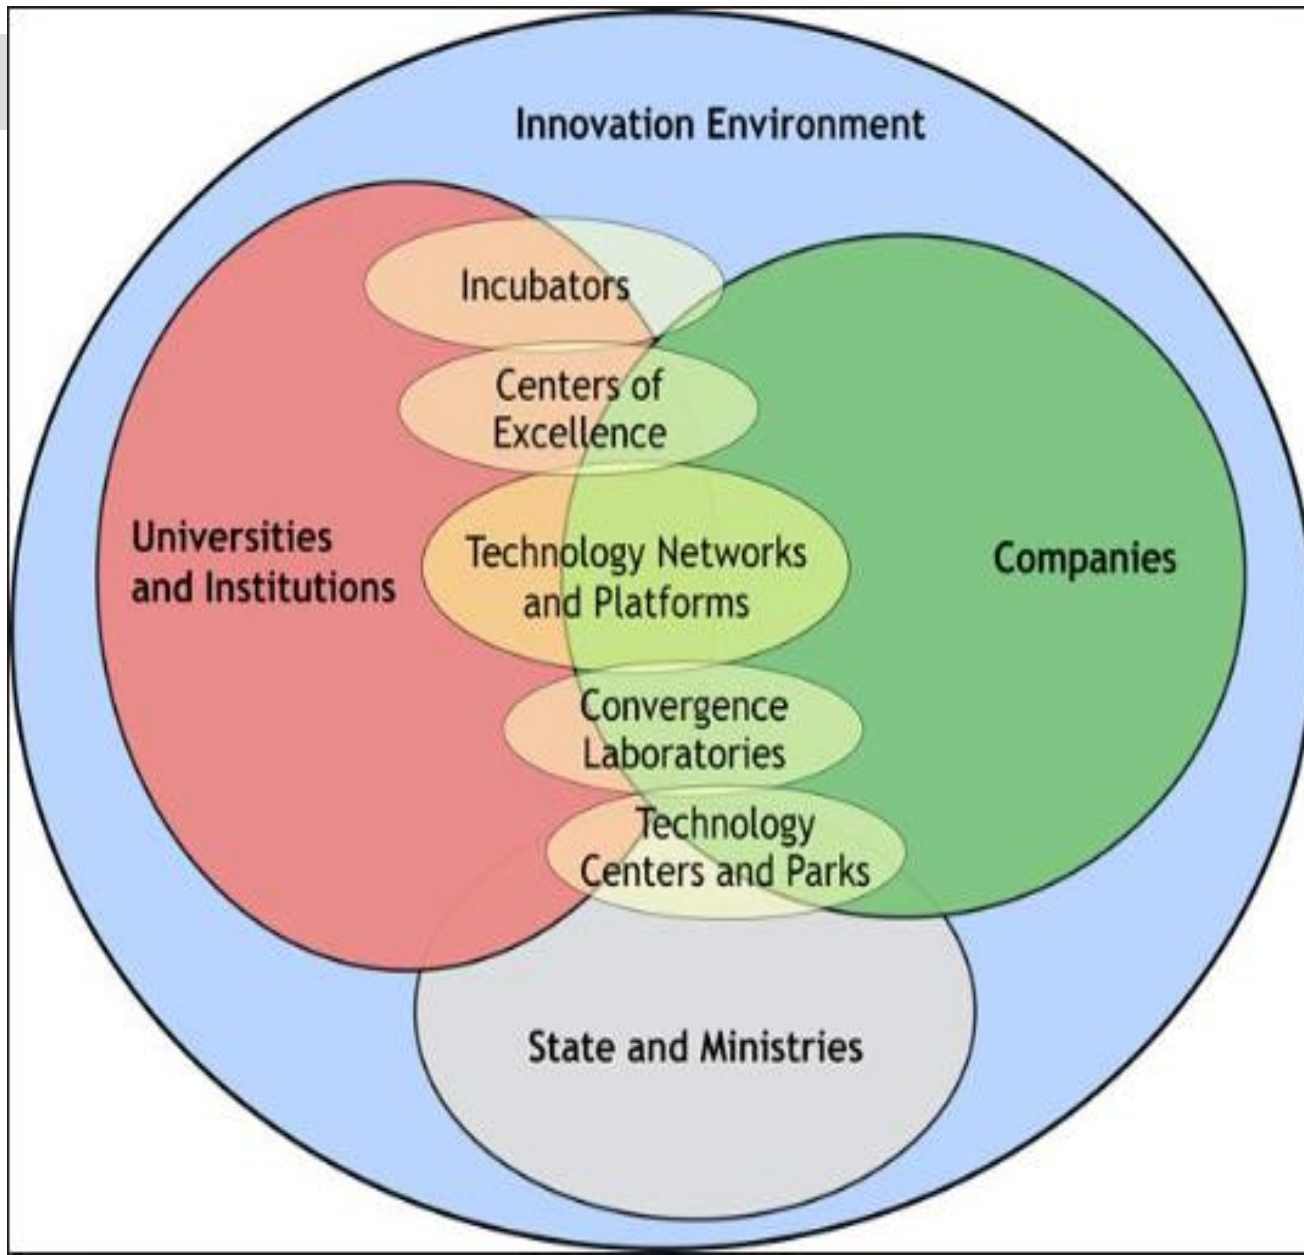 Innovation Environment
Incubators
Centers of
Excellence
Universities
and Institutions
Technology Networks
and Platforms
Companies
Convergence
Laboratories
Technology
Centers and Parks
State and Ministries